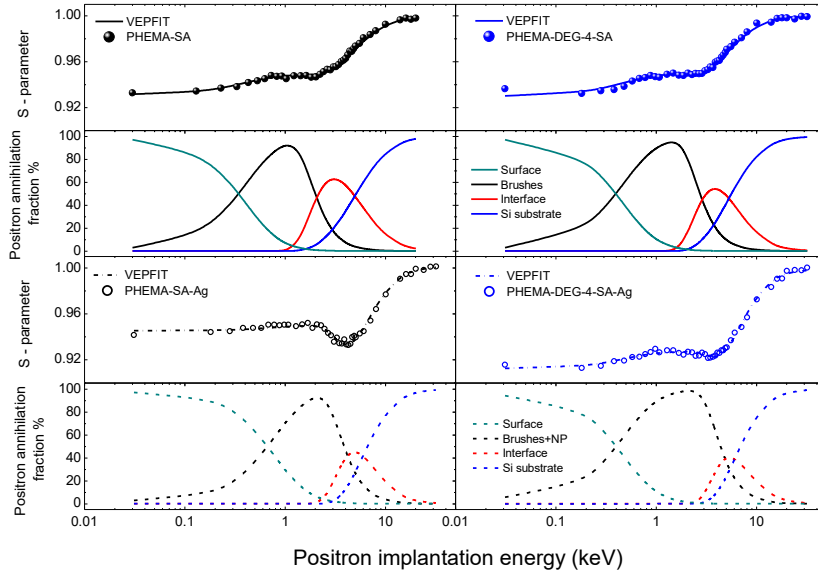 VEPFIT
PHEMA-SA
VEPFIT
PHEMA-DEG-4-SA
S - parameter
1.00
0.96
0.92
Positron annihilation
fraction %
100
80
60
40
20
0
Surface
Brushes
Interface
Si substrate
VEPFIT
PHEMA-SA-Ag
VEPFIT
PHEMA-DEG-4-SA-Ag
S - parameter
1.00
0.96
0.92
Positron annihilation
fraction %
100
80
60
40
20
0
Surface
Brushes+NP
Interface
Si substrate
0.01 0.1 1 10 0.01 0.1 1 10
Positron implantation energy (keV)